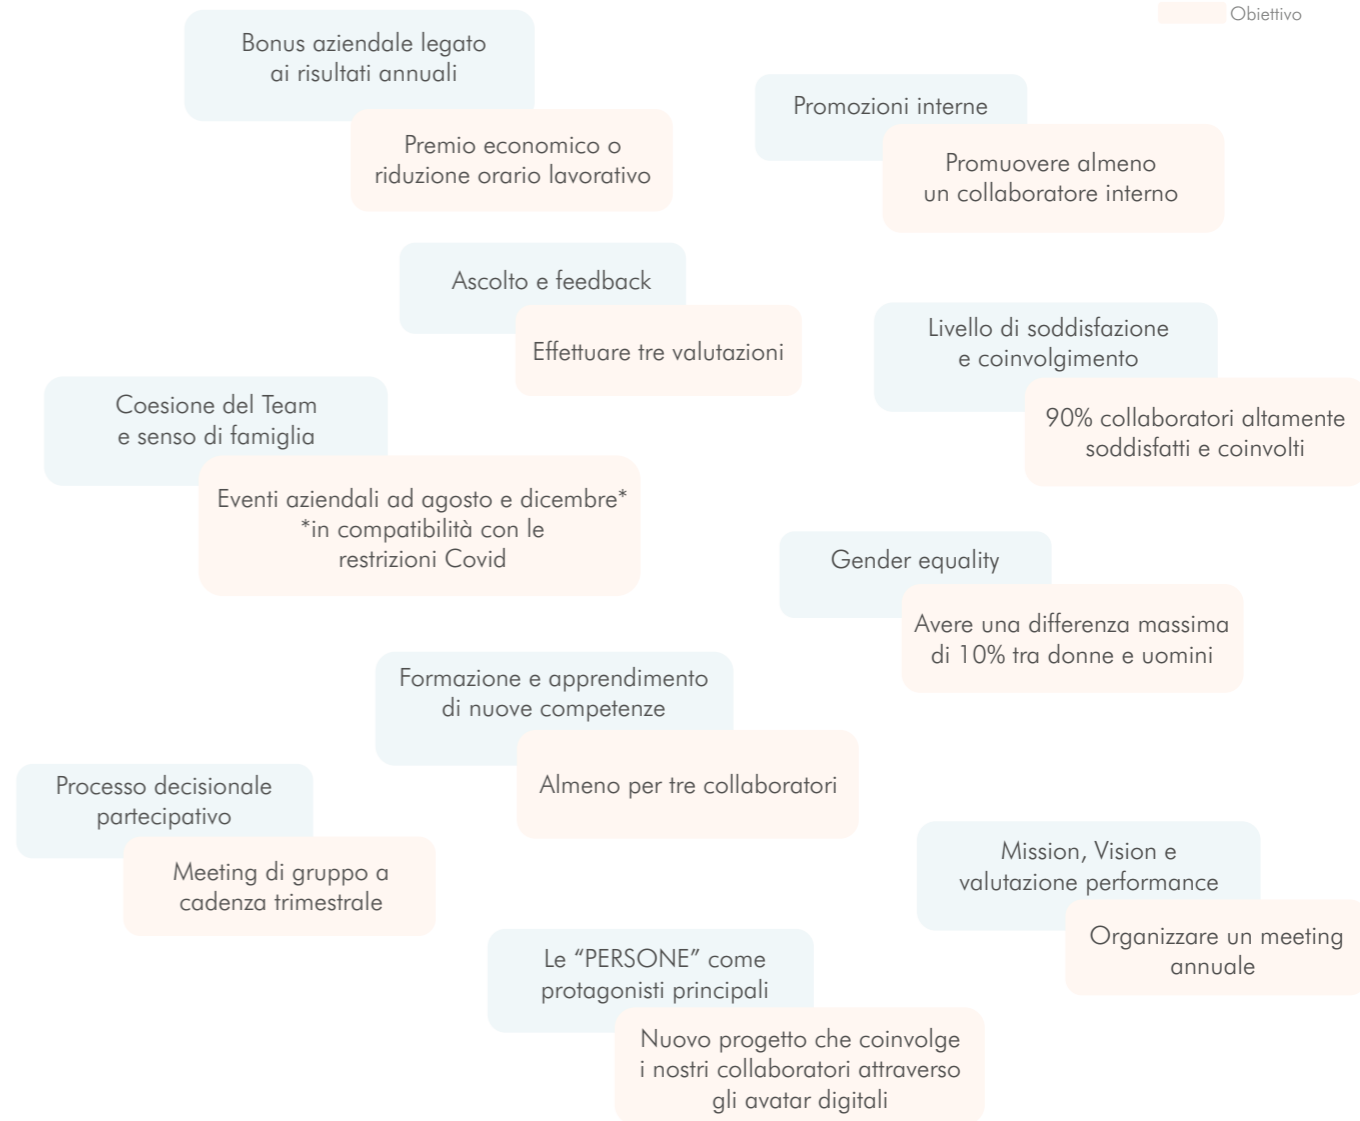 Obiettivo
Bonus aziendale legato
ai risultati annuali
Premio economico o
riduzione orario lavorativo
Promozioni interne
Promuovere almeno
un collaboratore interno
Ascolto e feedback
Effettuare tre valutazioni
Livello di soddisfazione
e coinvolgimento
90% collaboratori altamente
soddisfatti e coinvolti
Coesione del Team
e senso di famiglia
Eventi aziendali ad agosto e dicembre*
*in compatibilità con le
restrizioni Covid
Gender equality
Avere una differenza massima
di 10% tra donne e uomini
Formazione e apprendimento
di nuove competenze
Almeno per tre collaboratori
Processo decisionale
partecipativo
Meeting di gruppo a
cadenza trimestrale
Mission, Vision e
valutazione performance
Organizzare un meeting
annuale
Le “PERSONE” come
protagonisti principali
Nuovo progetto che coinvolge
i nostri collaboratori attraverso
gli avatar digitali